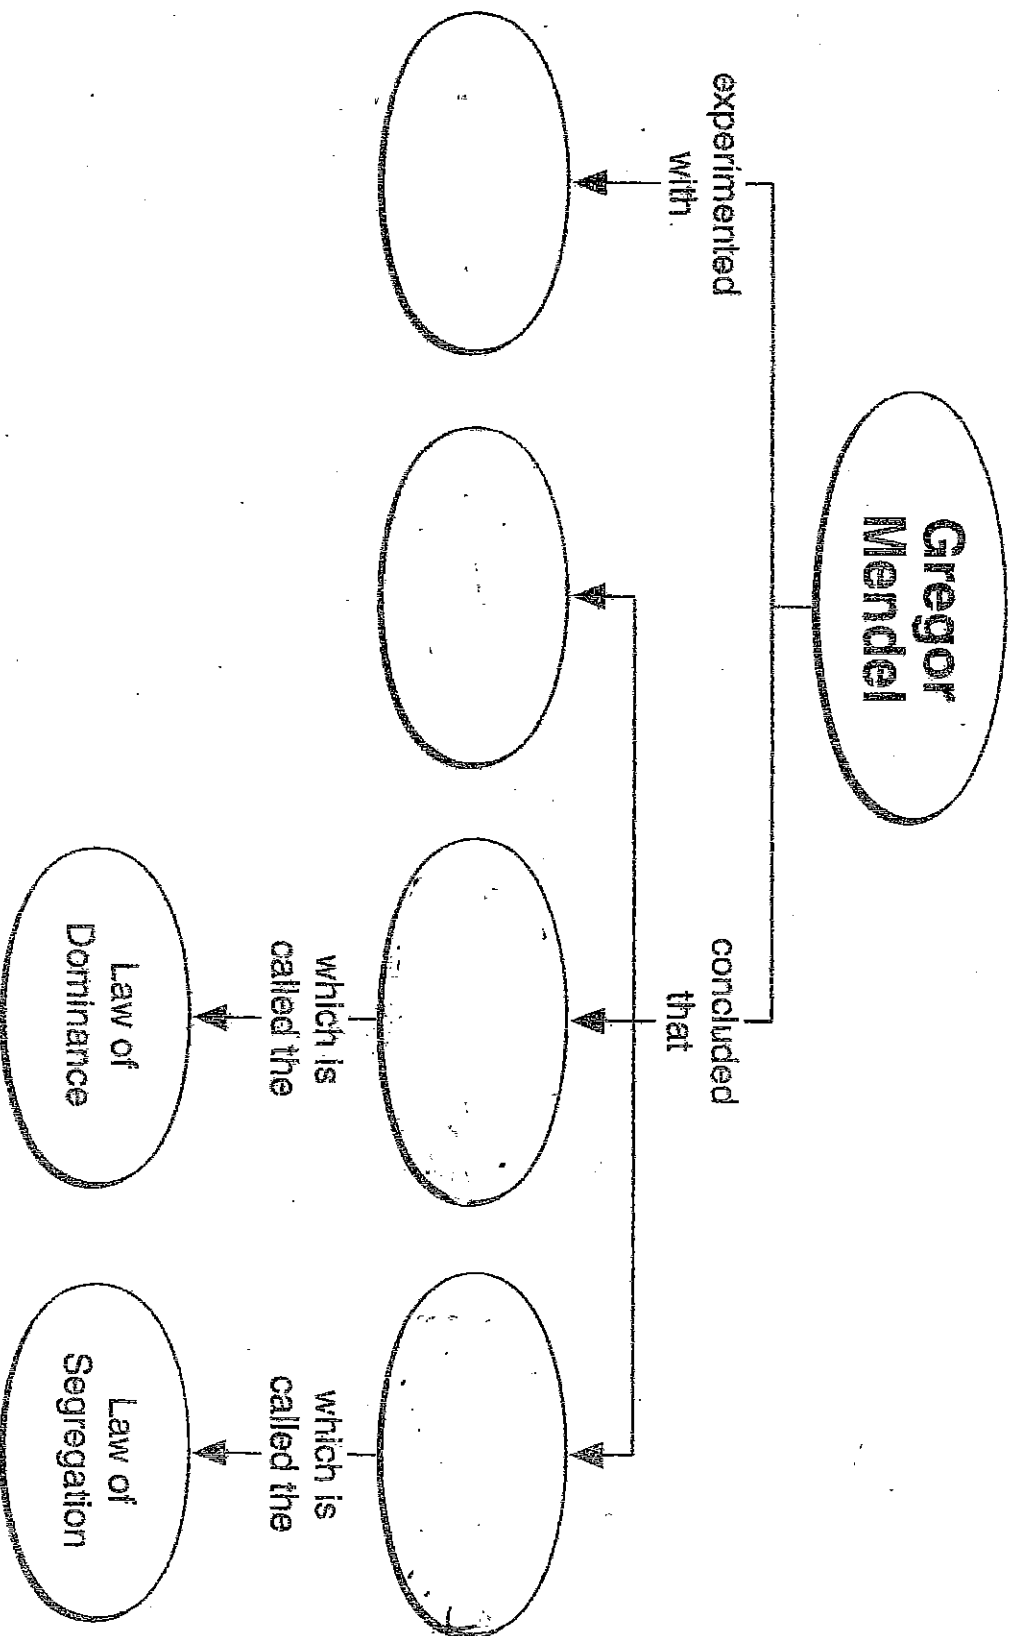 Gregor
Mendel
experimented
with
concluded
that
which is
called the
which is
called the
Law of
Dominance
Law of
Segregation